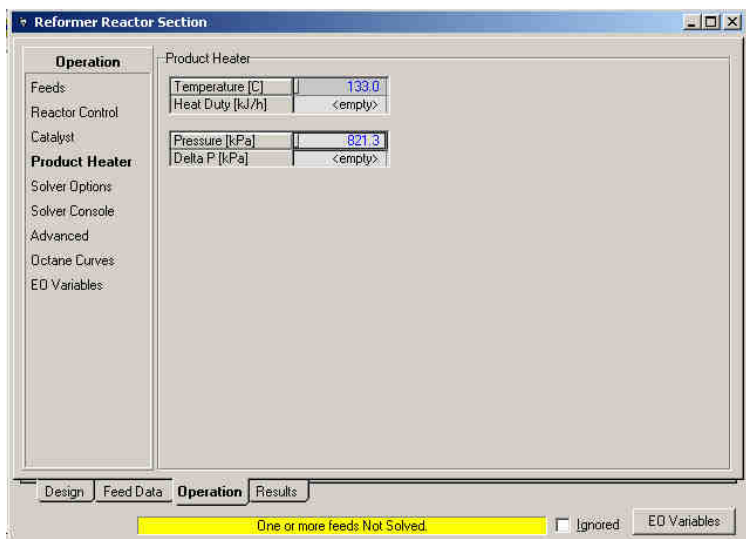 Reformer Reactor Section
Operation
Feeds
Reactor Control
Catalyst
Product Heater
Solver Options
Solver Console
Advanced
Octane Curves
EO Variables
Product Heater
Temperature [C] 133.0
Heat Duty [kJ/h] <empty>
Pressure [kPa] 821.3
Delta P [kPa] <empty>
Design Feed Data Operation Results
One or more feeds Not Solved. Ignored EO Variables